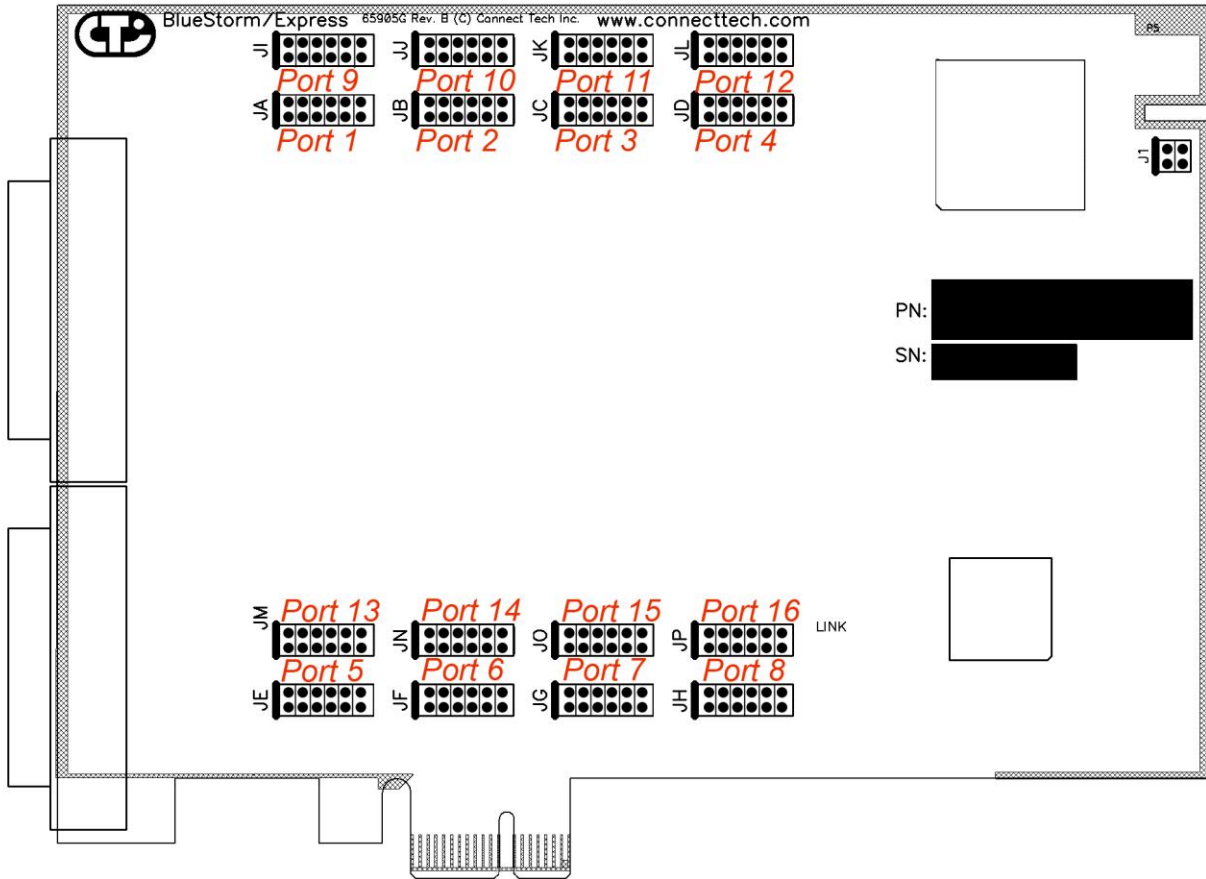 CTi BlueStorm/Express 65905G Rev. B (C) Connect Tech Inc. www.connecttech.com
P5
JI JJ JK JL
Port 9 Port 10 Port 11 Port 12
JA JB JC JD
Port 1 Port 2 Port 3 Port 4
J1
PN:
SN:
JM Port 13 Port 14 Port 15 Port 16
JN JO JP LINK
Port 5 Port 6 Port 7 Port 8
JE JF JG JH